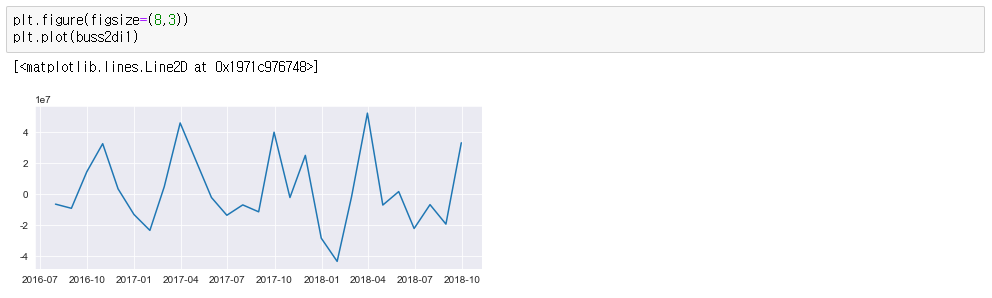 plt.figure(figsize=(8,3))
plt.plot(buss2di1)
[<matplotlib.lines.Line2D at 0x1971c976748>]
1e7
4
2
0
-2
-4
2016-07 2016-10 2017-01 2017-04 2017-07 2017-10 2018-01 2018-04 2018-07 2018-10